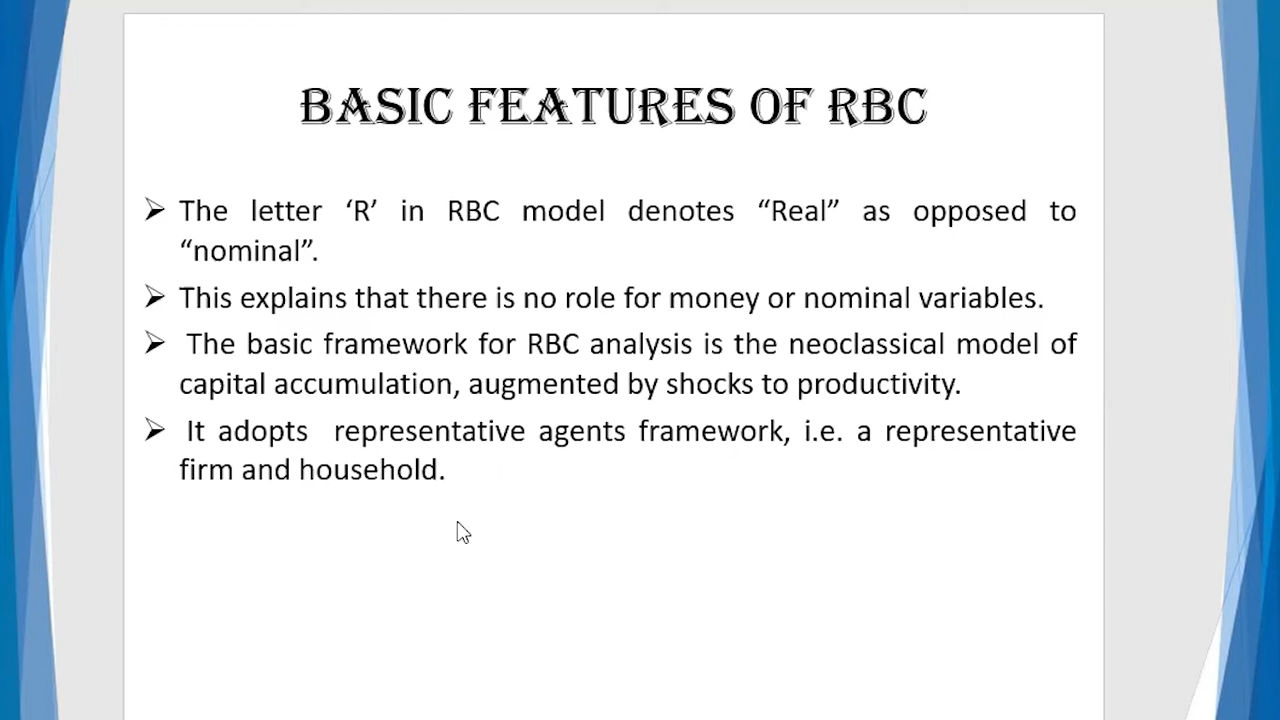 BASIC FEATURES OF RBC
➢ The letter ‘R’ in RBC model denotes “Real” as opposed to
“nominal”.
➢ This explains that there is no role for money or nominal variables.
➢ The basic framework for RBC analysis is the neoclassical model of
capital accumulation, augmented by shocks to productivity.
➢ It adopts representative agents framework, i.e. a representative
firm and household.